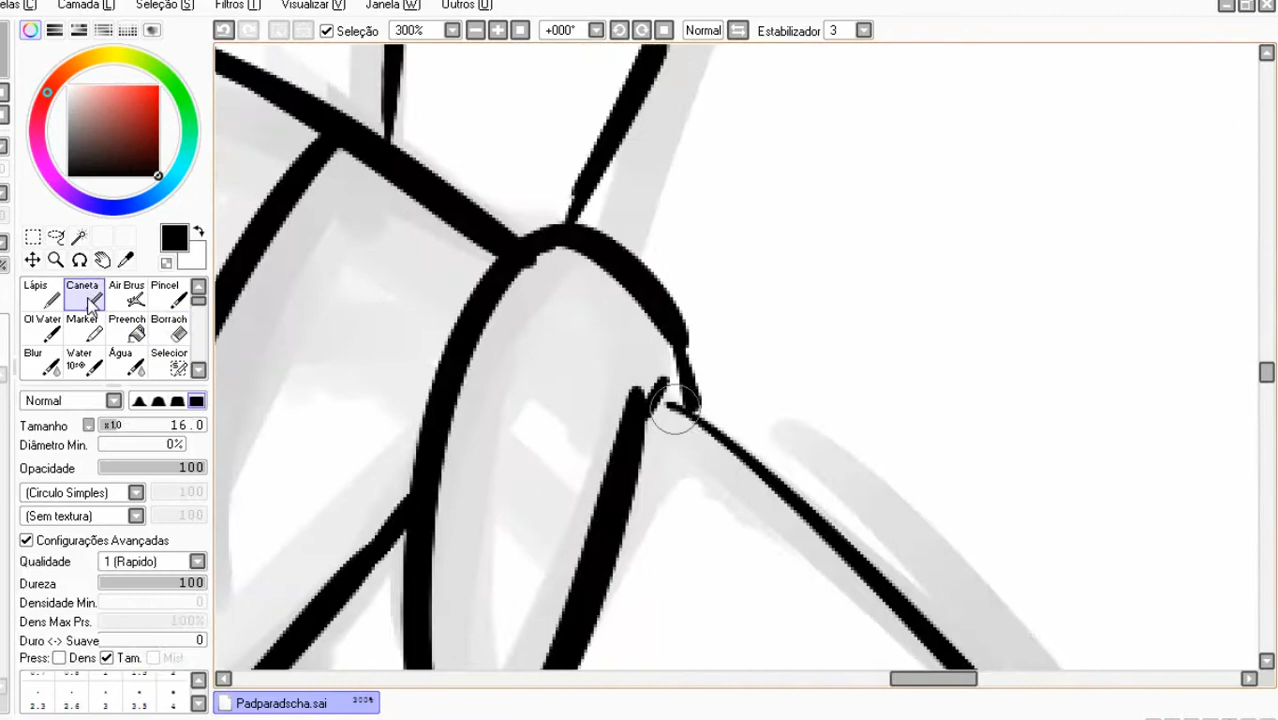 elas [C] Camada [L] Seleção [S] Filtros [T] Visualizar [V] Janela [W] Outros [O]
Seleção 300% +000° Normal Estabilizador 3
Lápis Caneta Air Brus Pincel
Ol Water Marker Preench Borrach
Blur Water Água Selecior
Normal
Tamanho x1.0 16.0
Diâmetro Min. 0%
Opacidade 100
(Circulo Simples) 100
(Sem textura) 100
Configurações Avançadas
Qualidade 1 (Rapido)
Dureza 100
Densidade Min. 0
Dens Max Prs. 100%
Duro <-> Suave 0
Press: Dens Tam. Mist
2.3 2.6 3 3.5 4
Padparadscha.sai 300%